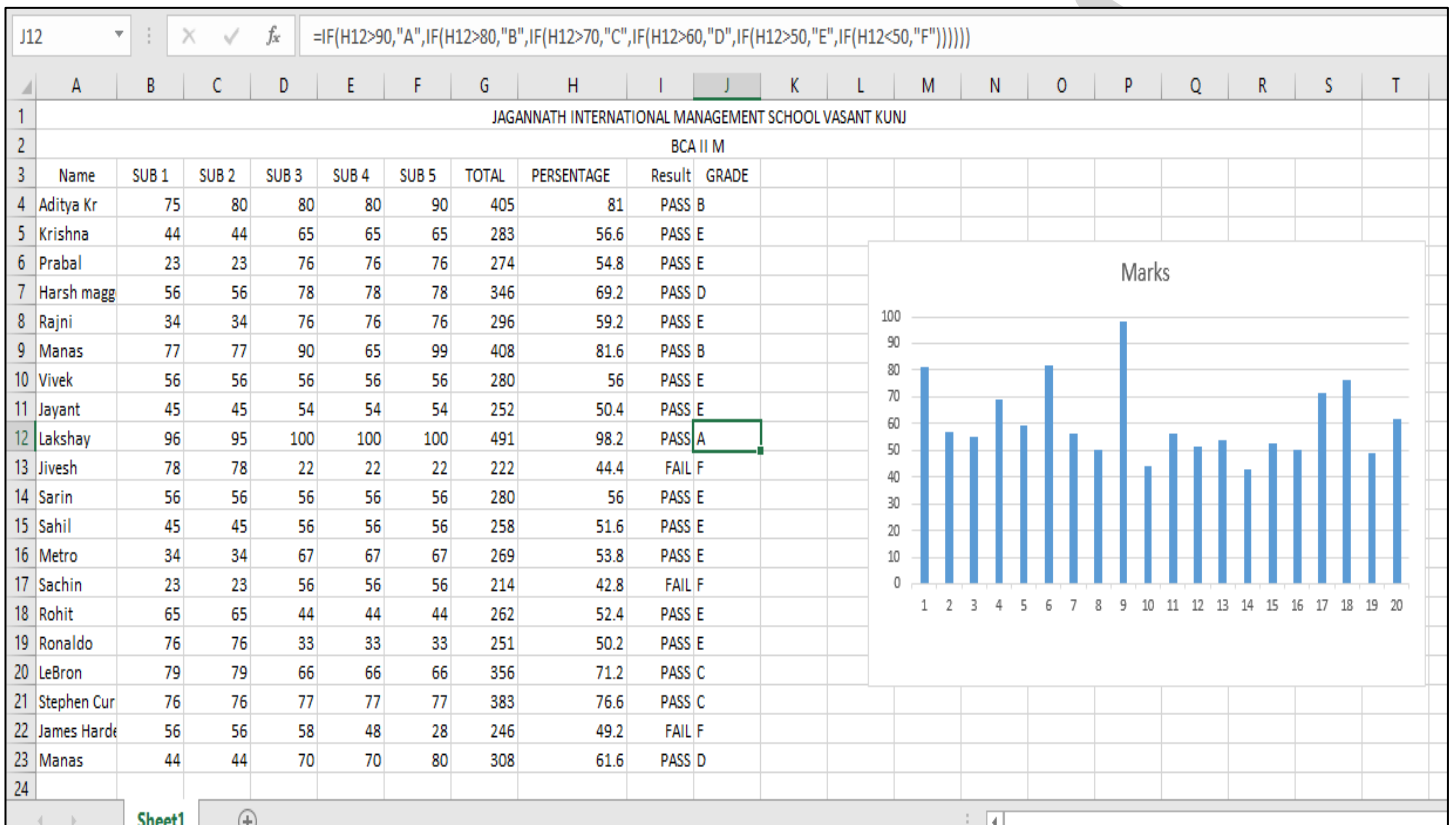 J12 fx =IF(H12>90,"A",IF(H12>80,"B",IF(H12>70,"C",IF(H12>60,"D",IF(H12>50,"E",IF(H12<50,"F"))))))
A B C D E F G H I J K L M N O P Q R S T
1 JAGANNATH INTERNATIONAL MANAGEMENT SCHOOL VASANT KUNJ
2 BCA II M
3 Name SUB 1 SUB 2 SUB 3 SUB 4 SUB 5 TOTAL PERSENTAGE Result GRADE
4 Aditya Kr 75 80 80 80 90 405 81 PASS B
5 Krishna 44 44 65 65 65 283 56.6 PASS E
6 Prabal 23 23 76 76 76 274 54.8 PASS E
7 Harsh magg 56 56 78 78 78 346 69.2 PASS D
8 Rajni 34 34 76 76 76 296 59.2 PASS E
9 Manas 77 77 90 65 99 408 81.6 PASS B
10 Vivek 56 56 56 56 56 280 56 PASS E
11 Jayant 45 45 54 54 54 252 50.4 PASS E
12 Lakshay 96 95 100 100 100 491 98.2 PASS A
13 Jivesh 78 78 22 22 22 222 44.4 FAIL F
14 Sarin 56 56 56 56 56 280 56 PASS E
15 Sahil 45 45 56 56 56 258 51.6 PASS E
16 Metro 34 34 67 67 67 269 53.8 PASS E
17 Sachin 23 23 56 56 56 214 42.8 FAIL F
18 Rohit 65 65 44 44 44 262 52.4 PASS E
19 Ronaldo 76 76 33 33 33 251 50.2 PASS E
20 LeBron 79 79 66 66 66 356 71.2 PASS C
21 Stephen Cur 76 76 77 77 77 383 76.6 PASS C
22 James Harde 56 56 58 48 28 246 49.2 FAIL F
23 Manas 44 44 70 70 80 308 61.6 PASS D
24
Marks
100
90
80
70
60
50
40
30
20
10
0
1 2 3 4 5 6 7 8 9 10 11 12 13 14 15 16 17 18 19 20
Sheet1